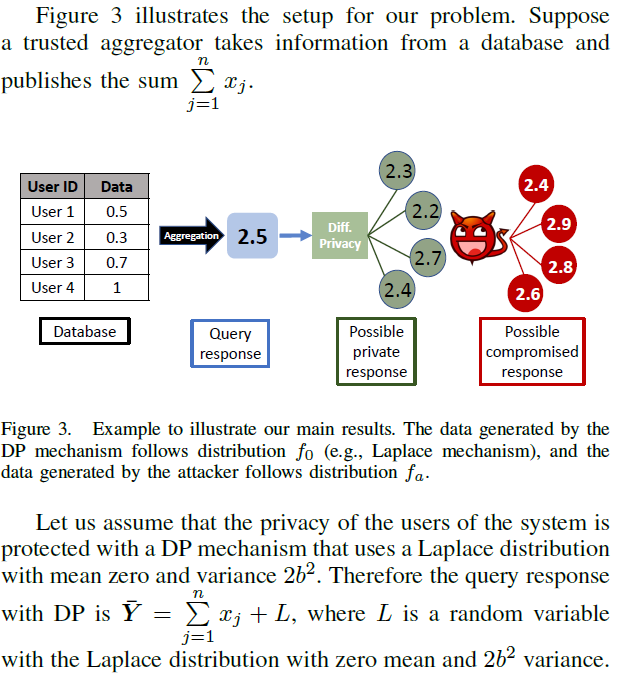 Figure 3 illustrates the setup for our problem. Suppose
a trusted aggregator takes information from a database and
publishes the sum \sum_{j=1}^{n} x_j.
User ID Data
User 1 0.5
User 2 0.3
User 3 0.7
User 4 1
Database
Aggregation
2.5
Query
response
Diff.
Privacy
2.3
2.2
2.7
2.4
Possible
private
response
2.4
2.9
2.8
2.6
Possible
compromised
response
Figure 3. Example to illustrate our main results. The data generated by the
DP mechanism follows distribution f_0 (e.g., Laplace mechanism), and the
data generated by the attacker follows distribution f_a.
Let us assume that the privacy of the users of the system is
protected with a DP mechanism that uses a Laplace distribution
with mean zero and variance 2b^2. Therefore the query response
with DP is \bar{Y} = \sum_{j=1}^{n} x_j + L, where L is a random variable
with the Laplace distribution with zero mean and 2b^2 variance.